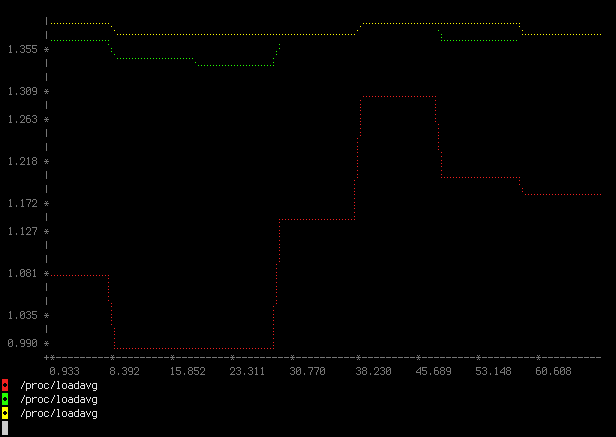 1.355
1.309
1.263
1.218
1.172
1.127
1.081
1.035
0.990
0.933 8.392 15.852 23.311 30.770 38.230 45.689 53.148 60.608
/proc/loadavg
/proc/loadavg
/proc/loadavg